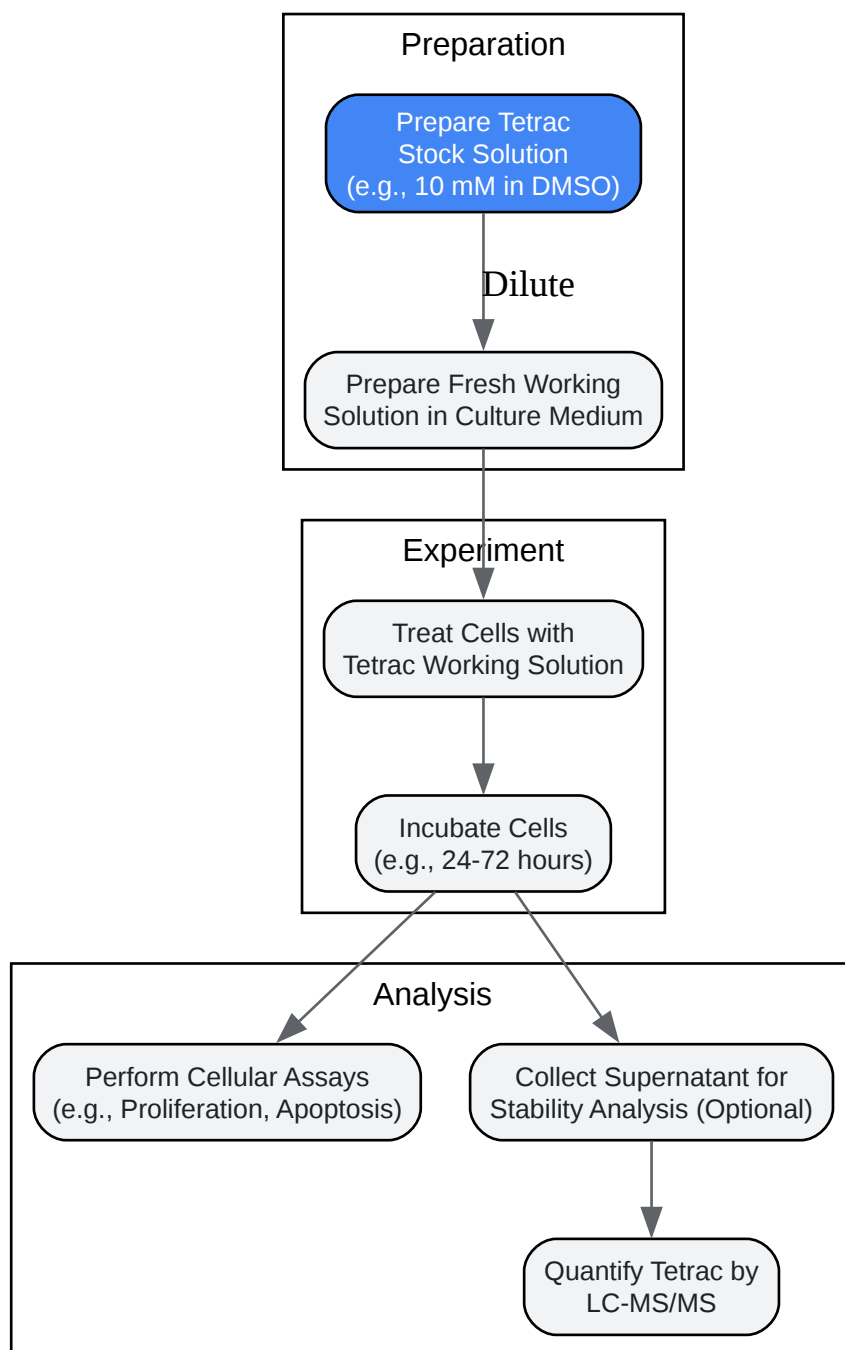 Preparation
Prepare Tetrac
Stock Solution
(e.g., 10 mM in DMSO)
Dilute
Prepare Fresh Working
Solution in Culture Medium
Experiment
Treat Cells with
Tetrac Working Solution
Incubate Cells
(e.g., 24-72 hours)
Analysis
Perform Cellular Assays
(e.g., Proliferation, Apoptosis)
Collect Supernatant for
Stability Analysis (Optional)
Quantify Tetrac by
LC-MS/MS